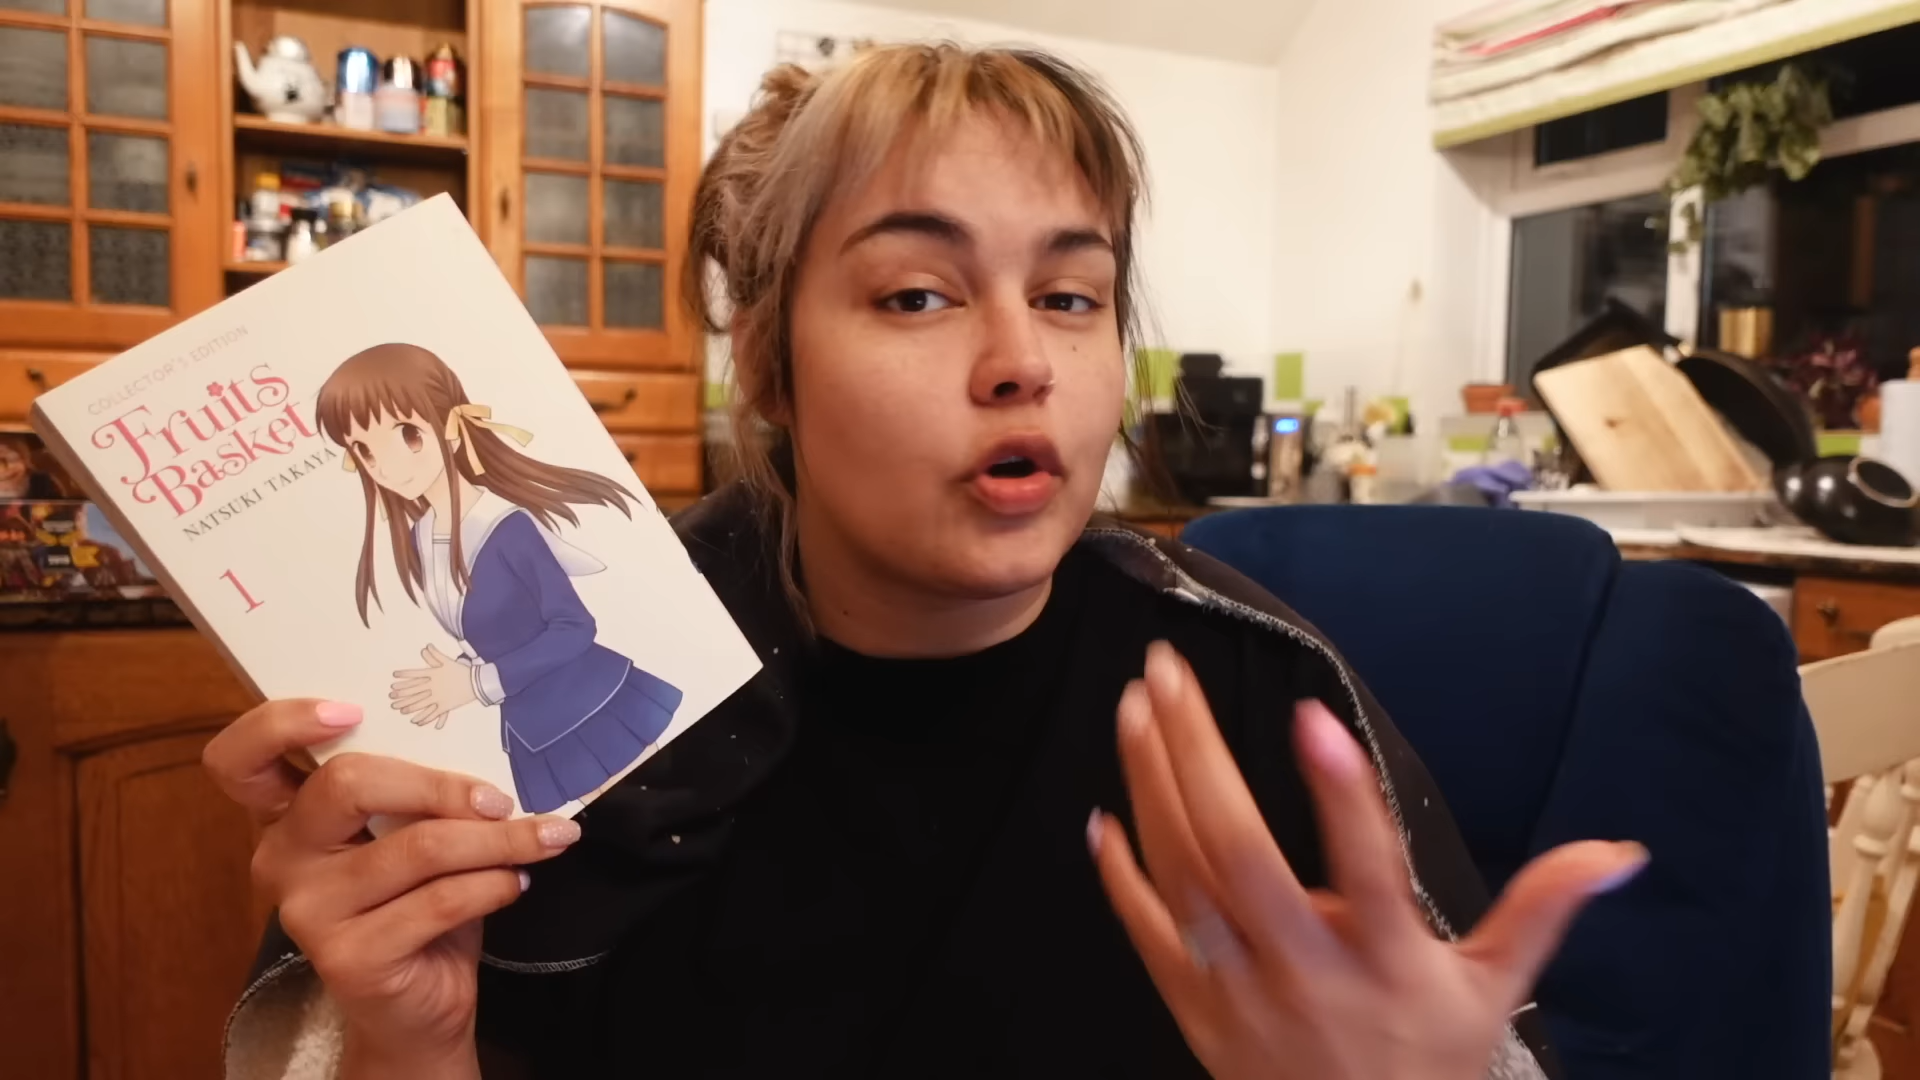 COLLECTOR'S EDITION
Fruits
Basket
NATSUKI TAKAYA
1